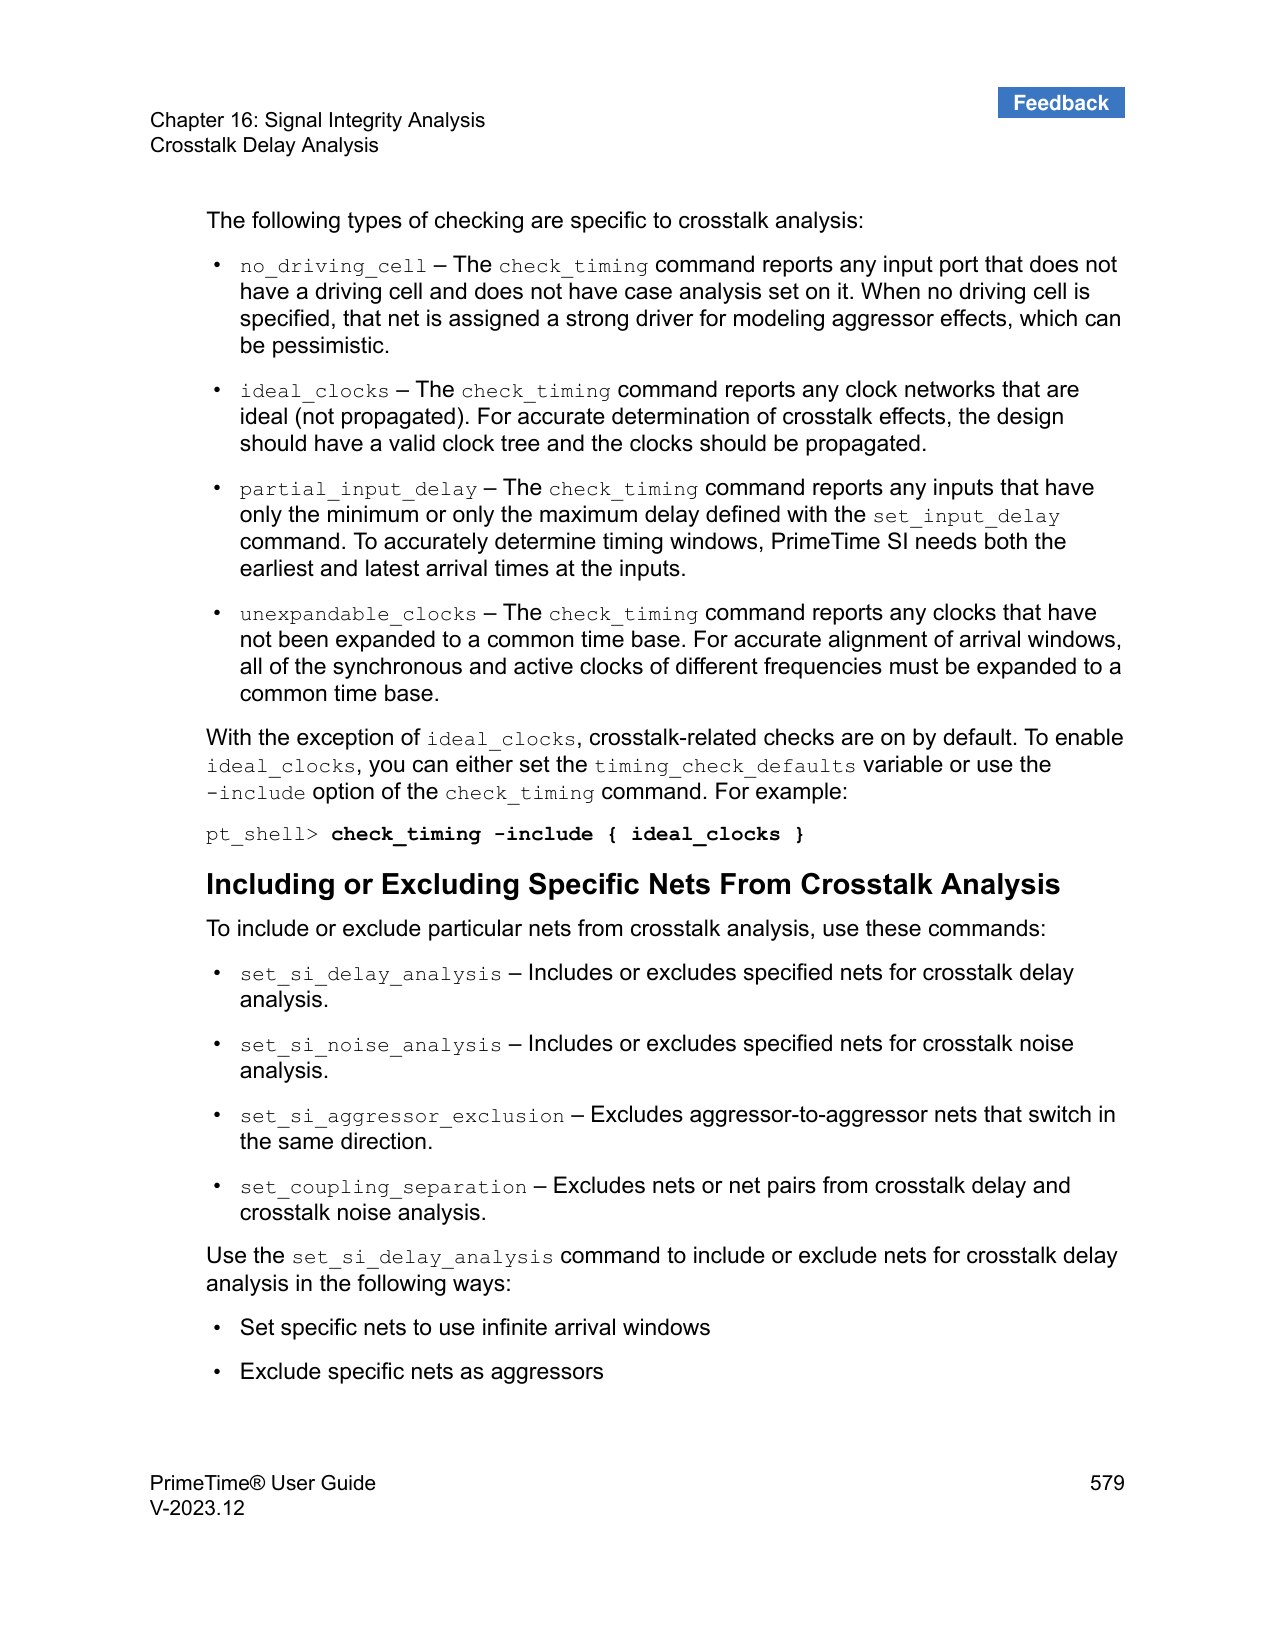 Feedback
Chapter 16: Signal Integrity Analysis
Crosstalk Delay Analysis
The following types of checking are specific to crosstalk analysis:
• no_driving_cell – The check_timing command reports any input port that does not
have a driving cell and does not have case analysis set on it. When no driving cell is
specified, that net is assigned a strong driver for modeling aggressor effects, which can
be pessimistic.
• ideal_clocks – The check_timing command reports any clock networks that are
ideal (not propagated). For accurate determination of crosstalk effects, the design
should have a valid clock tree and the clocks should be propagated.
• partial_input_delay – The check_timing command reports any inputs that have
only the minimum or only the maximum delay defined with the set_input_delay
command. To accurately determine timing windows, PrimeTime SI needs both the
earliest and latest arrival times at the inputs.
• unexpandable_clocks – The check_timing command reports any clocks that have
not been expanded to a common time base. For accurate alignment of arrival windows,
all of the synchronous and active clocks of different frequencies must be expanded to a
common time base.
With the exception of ideal_clocks, crosstalk-related checks are on by default. To enable
ideal_clocks, you can either set the timing_check_defaults variable or use the
-include option of the check_timing command. For example:
pt_shell> check_timing -include { ideal_clocks }
Including or Excluding Specific Nets From Crosstalk Analysis
To include or exclude particular nets from crosstalk analysis, use these commands:
• set_si_delay_analysis – Includes or excludes specified nets for crosstalk delay
analysis.
• set_si_noise_analysis – Includes or excludes specified nets for crosstalk noise
analysis.
• set_si_aggressor_exclusion – Excludes aggressor-to-aggressor nets that switch in
the same direction.
• set_coupling_separation – Excludes nets or net pairs from crosstalk delay and
crosstalk noise analysis.
Use the set_si_delay_analysis command to include or exclude nets for crosstalk delay
analysis in the following ways:
• Set specific nets to use infinite arrival windows
• Exclude specific nets as aggressors
PrimeTime® User Guide
579
V-2023.12